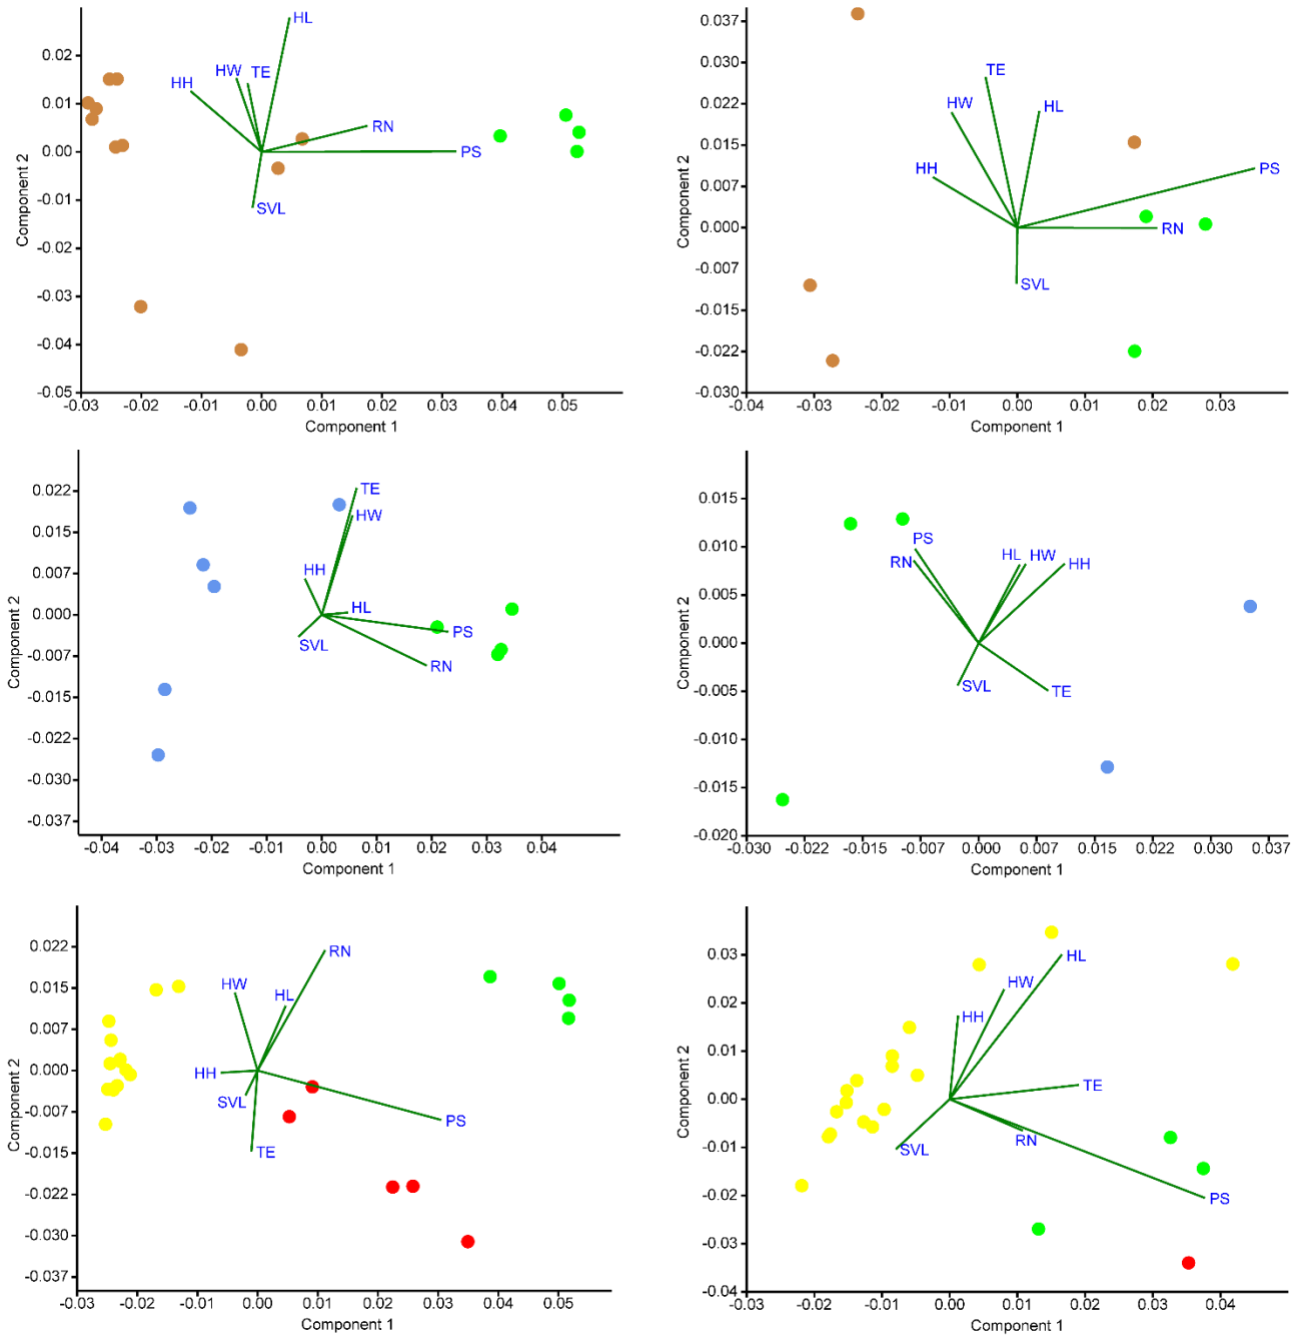 HL
0.02
HW
TE
HH
0.01
RN
0.00
PS
-0.01
SVL
-0.02
-0.03
-0.04
-0.05
-0.03 -0.02 -0.01 0.00 0.01 0.02 0.03 0.04 0.05
Component 1
Component 2
0.037
0.030
TE
0.022
HW
HL
0.015
HH
PS
0.007
0.000
RN
-0.007
SVL
-0.015
-0.022
-0.030
-0.04 -0.03 -0.02 -0.01 0.00 0.01 0.02 0.03
Component 1
Component 2
0.022
TE
HW
0.015
HH
0.007
HL
0.000
PS
SVL
-0.007
RN
-0.015
-0.022
-0.030
-0.037
-0.04 -0.03 -0.02 -0.01 0.00 0.01 0.02 0.03 0.04
Component 1
Component 2
0.015
PS
0.010
HL HW
RN
HH
0.005
0.000
SVL
TE
-0.005
-0.010
-0.015
-0.020
-0.030 -0.022 -0.015 -0.007 0.000 0.007 0.015 0.022 0.030 0.037
Component 1
Component 2
0.022
RN
0.015
HW
HL
0.007
0.000
HH
SVL
-0.007
PS
TE
-0.015
-0.022
-0.030
-0.037
-0.03 -0.02 -0.01 0.00 0.01 0.02 0.03 0.04 0.05
Component 1
Component 2
0.03
HL
HW
0.02
HH
0.01
TE
0.00
RN
-0.01
SVL
-0.02
PS
-0.03
-0.04
-0.03 -0.02 -0.01 0.00 0.01 0.02 0.03 0.04
Component 1
Component 2